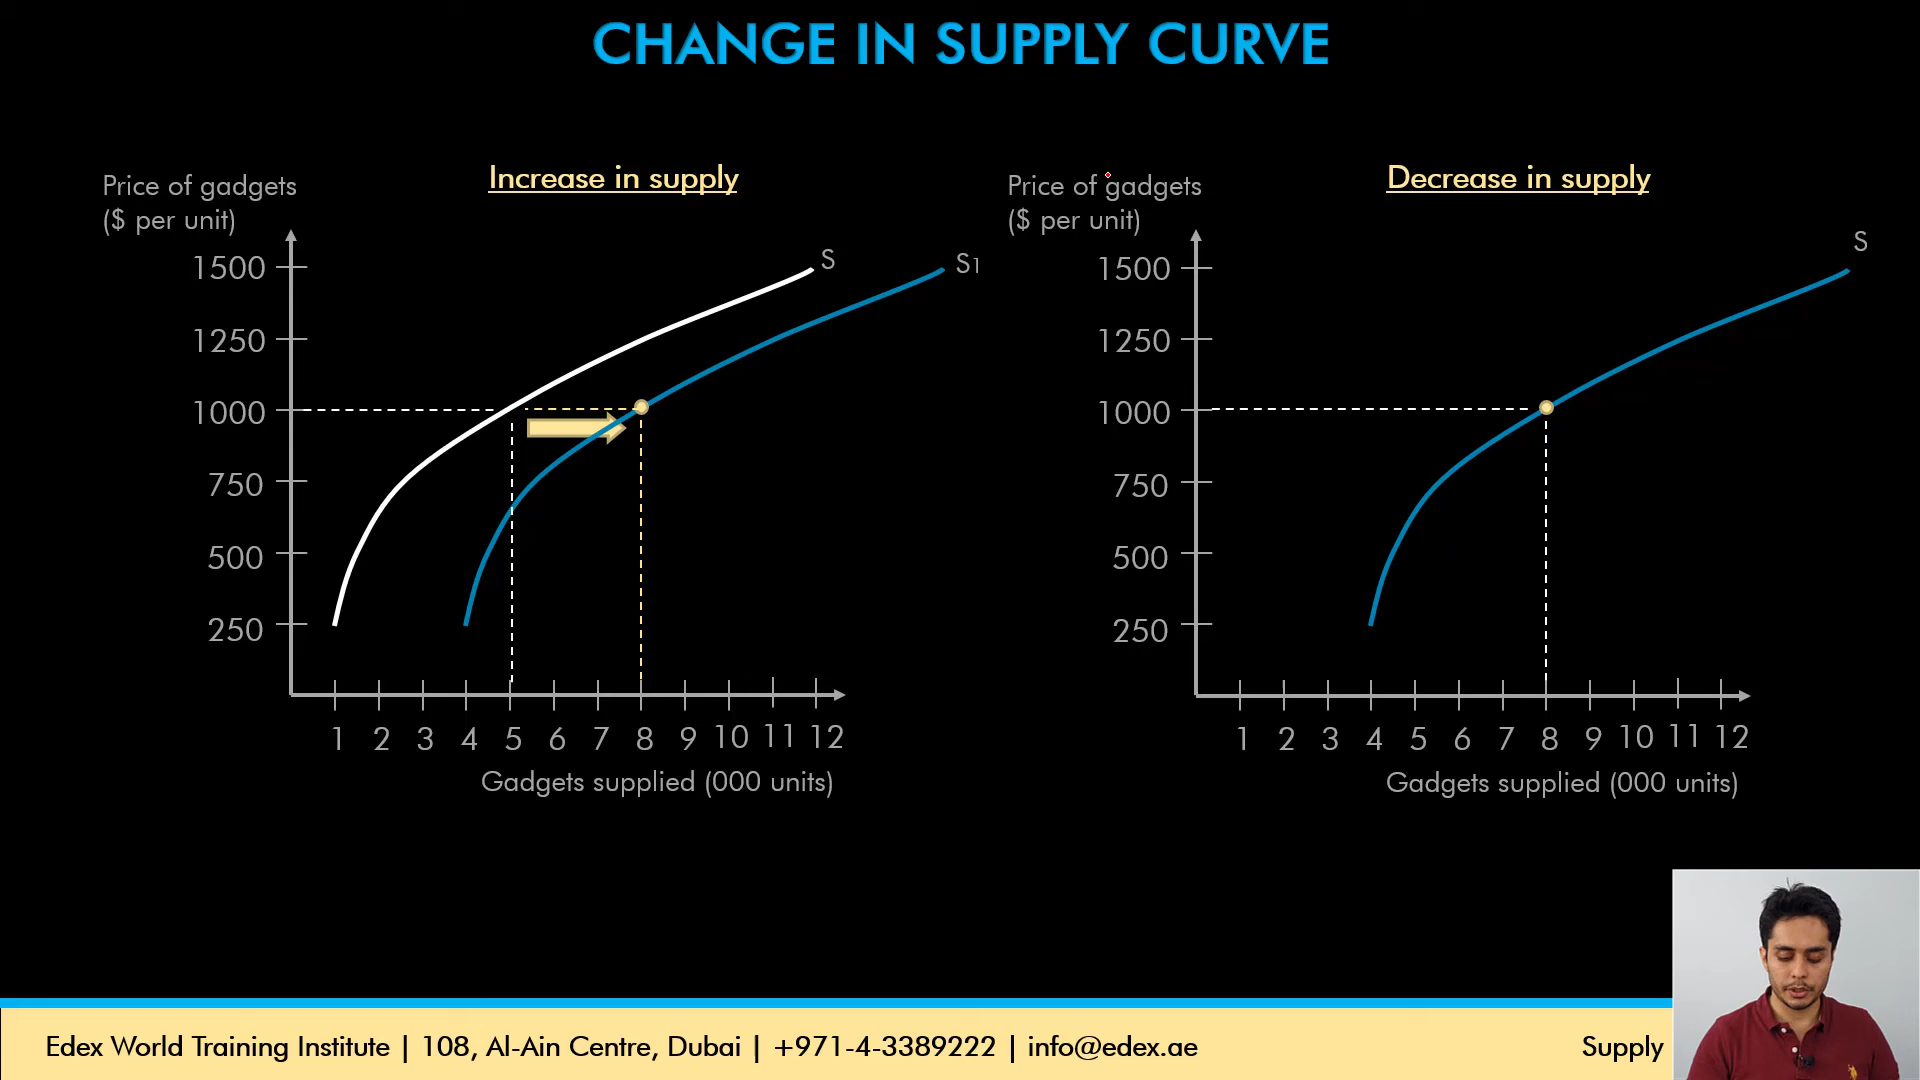 CHANGE IN SUPPLY CURVE
Increase in supply
Price of gadgets
($ per unit)
S
S1
1500
1250
1000
750
500
250
1 2 3 4 5 6 7 8 9 10 11 12
Gadgets supplied (000 units)
Decrease in supply
Price of gadgets
($ per unit)
S
1500
1250
1000
750
500
250
1 2 3 4 5 6 7 8 9 10 11 12
Gadgets supplied (000 units)
Edex World Training Institute | 108, Al-Ain Centre, Dubai | +971-4-3389222 | info@edex.ae
Supply